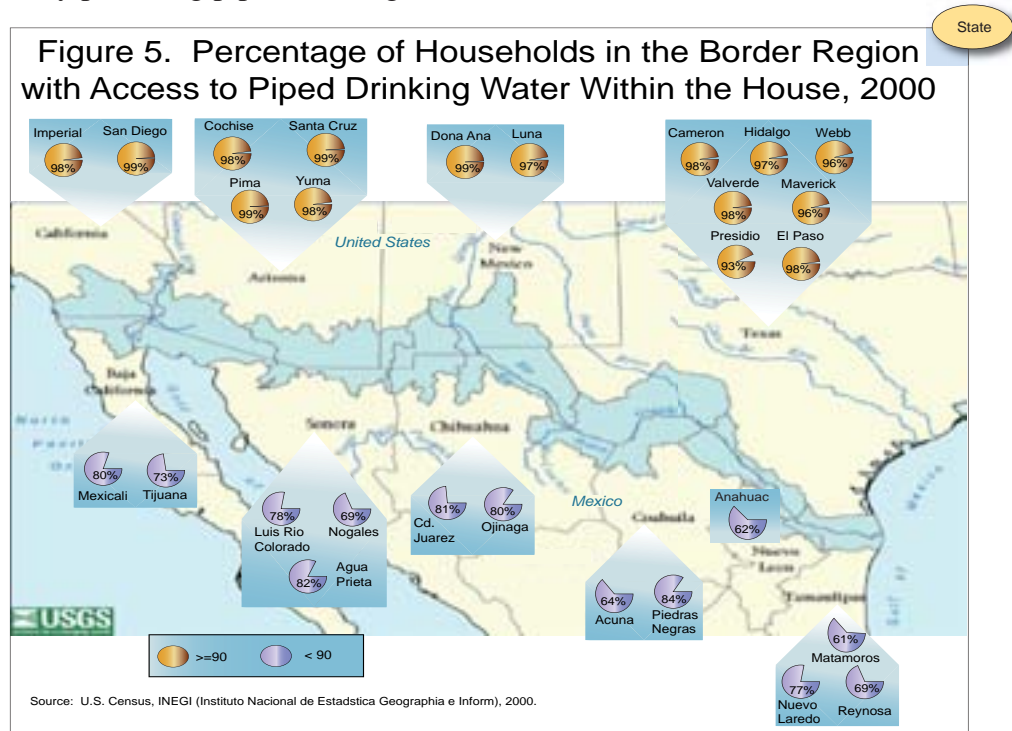 State
Figure 5. Percentage of Households in the Border Region
with Access to Piped Drinking Water Within the House, 2000
Imperial
98%
San Diego
99%
Cochise
98%
Santa Cruz
99%
Pima
99%
Yuma
98%
Dona Ana
99%
Luna
97%
Cameron
98%
Hidalgo
97%
Webb
96%
Valverde
98%
Maverick
96%
Presidio
93%
El Paso
98%
California
United States
Arizona
New
Mexico
Texas
Baja
California
Sonora
Chihuahua
Mexico
Coahuila
Nuevo
Leon
Tamaulipas
North
80%
Mexicali
73%
Tijuana
78%
Luis Rio
Colorado
69%
Nogales
82%
Agua
Prieta
81%
Cd.
Juarez
80%
Ojinaga
Anahuac
62%
64%
Acuna
84%
Piedras
Negras
61%
Matamoros
77%
Nuevo
Laredo
69%
Reynosa
USGS
>=90
< 90
Source: U.S. Census, INEGI (Instituto Nacional de Estadstica Geographia e Inform), 2000.